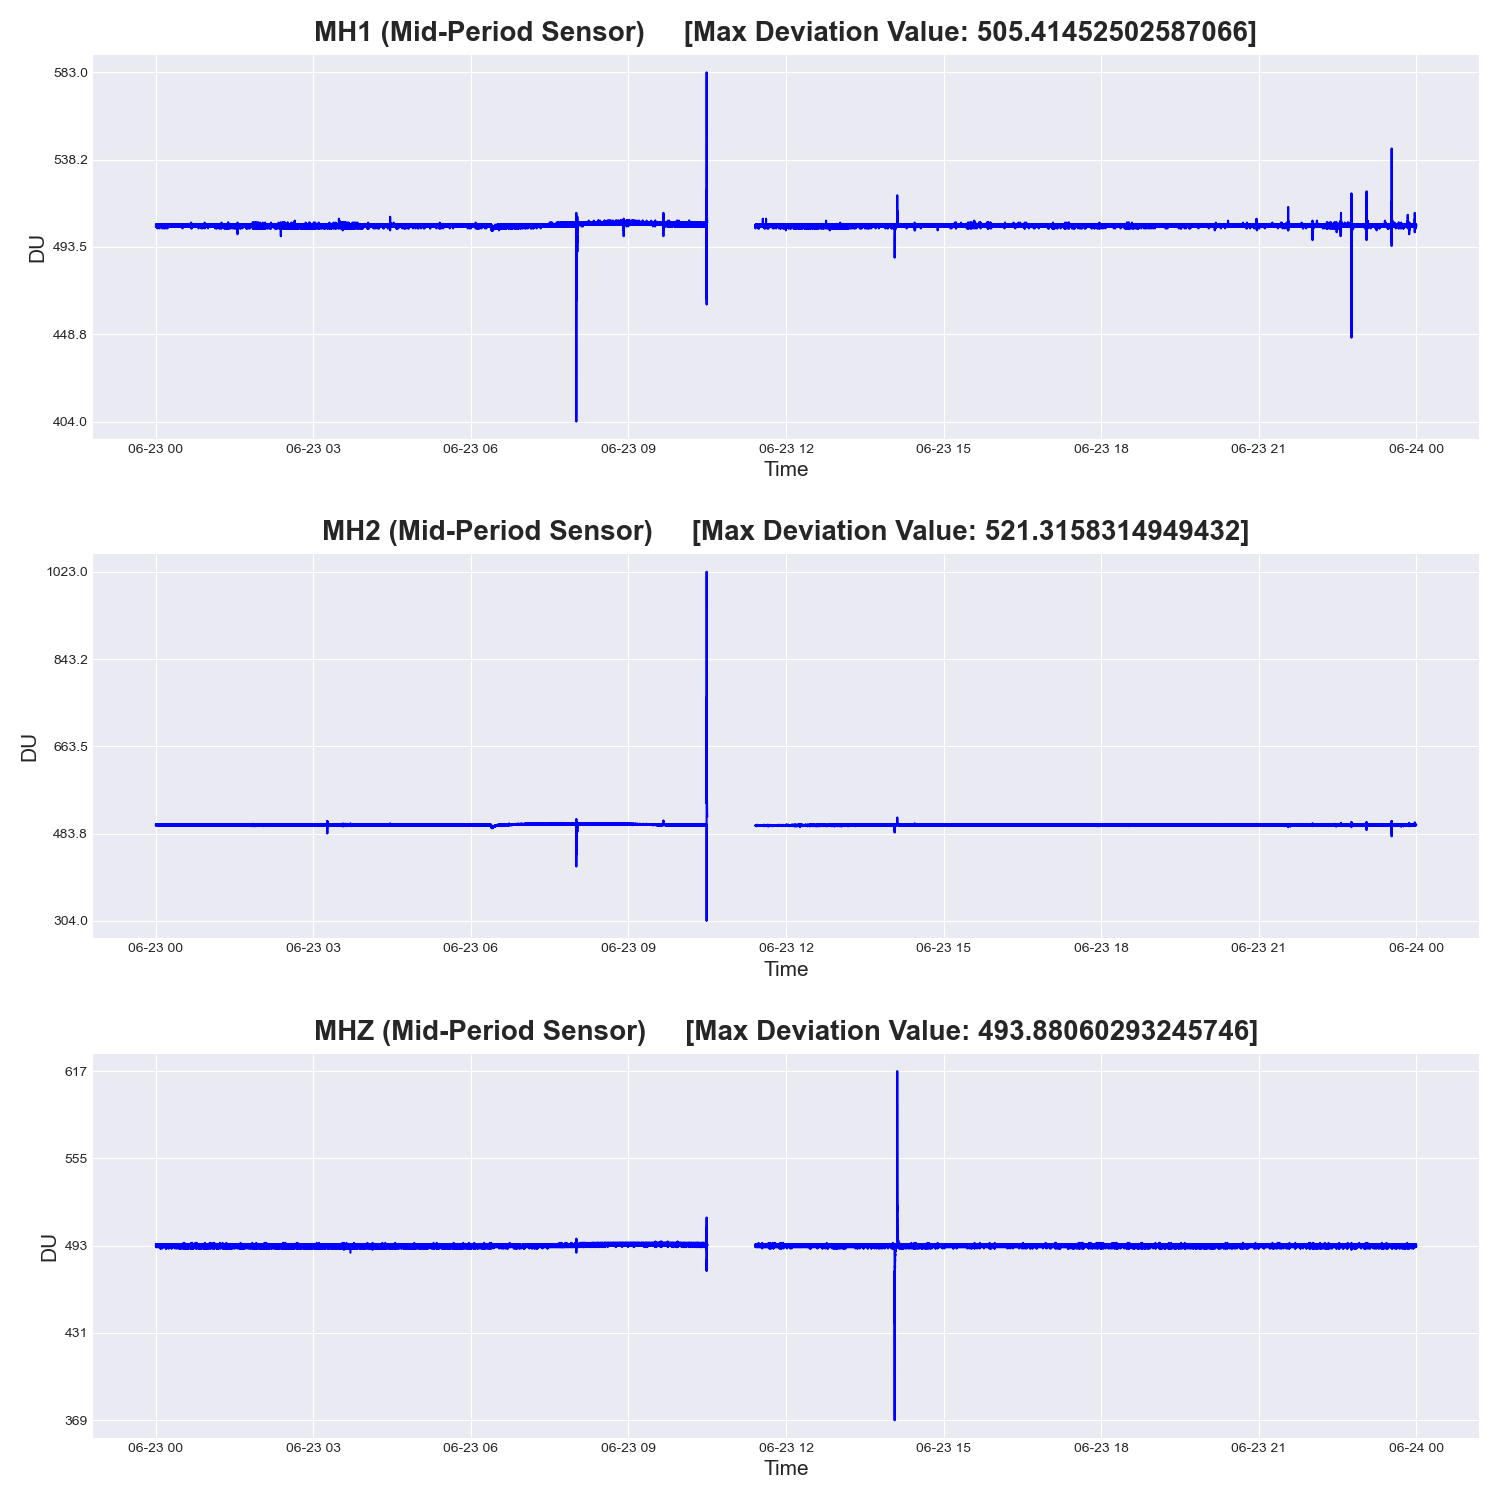 MH1 (Mid-Period Sensor) [Max Deviation Value: 505.41452502587066]
583.0
538.2
493.5
448.8
404.0
DU
06-23 00 06-23 03 06-23 06 06-23 09 06-23 12 06-23 15 06-23 18 06-23 21 06-24 00
Time
MH2 (Mid-Period Sensor) [Max Deviation Value: 521.3158314949432]
1023.0
843.2
663.5
483.8
304.0
DU
06-23 00 06-23 03 06-23 06 06-23 09 06-23 12 06-23 15 06-23 18 06-23 21 06-24 00
Time
MHZ (Mid-Period Sensor) [Max Deviation Value: 493.88060293245746]
617
555
493
431
369
DU
06-23 00 06-23 03 06-23 06 06-23 09 06-23 12 06-23 15 06-23 18 06-23 21 06-24 00
Time